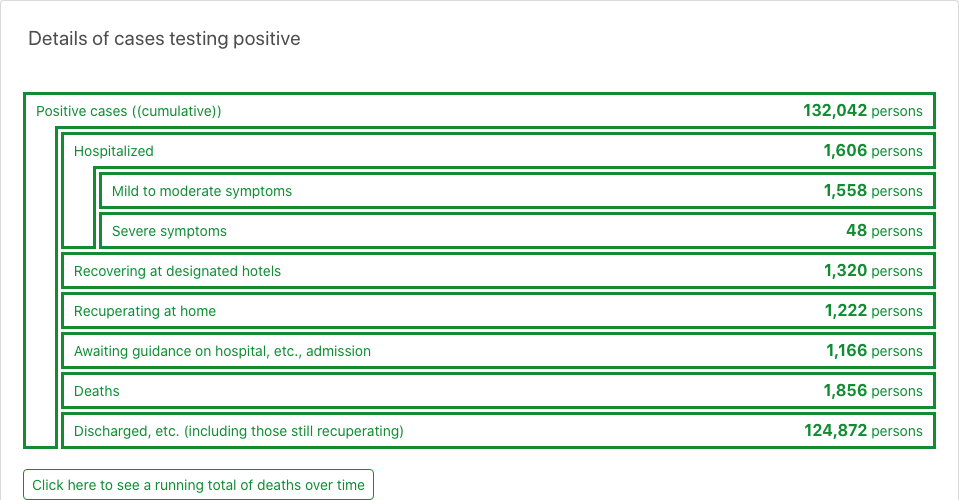 Details of cases testing positive
Positive cases ((cumulative)) 132,042 persons
Hospitalized 1,606 persons
Mild to moderate symptoms 1,558 persons
Severe symptoms 48 persons
Recovering at designated hotels 1,320 persons
Recuperating at home 1,222 persons
Awaiting guidance on hospital, etc., admission 1,166 persons
Deaths 1,856 persons
Discharged, etc. (including those still recuperating) 124,872 persons
Click here to see a running total of deaths over time